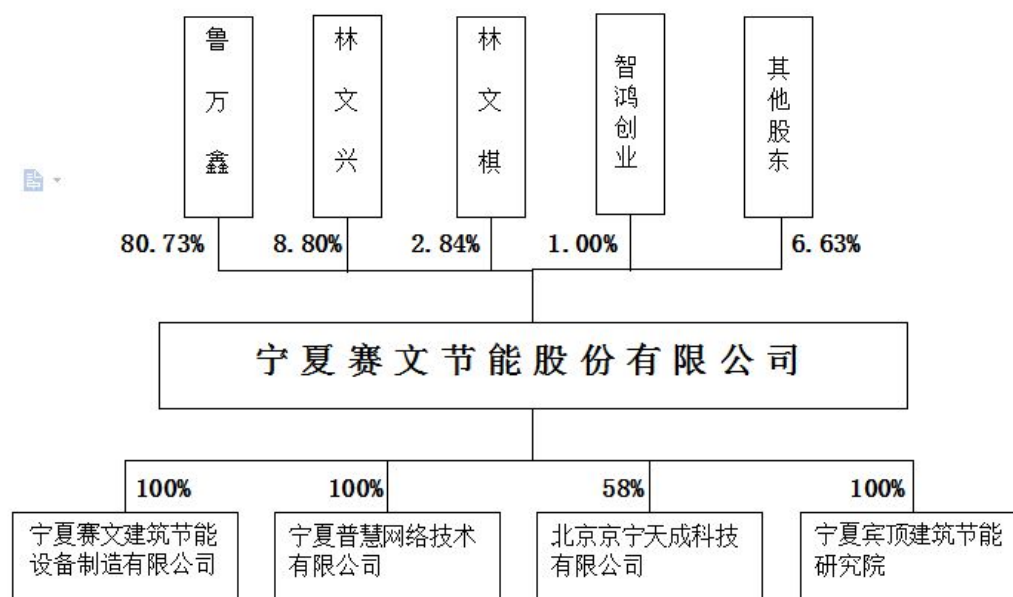 鲁万鑫
林文兴
林文棋
智鸿创业
其他股东
80.73%
8.80%
2.84%
1.00%
6.63%
宁夏赛文节能股份有限公司
100%
100%
58%
100%
宁夏赛文建筑节能
设备制造有限公司
宁夏普慧网络技术
有限公司
北京京宁天成科技
有限公司
宁夏宾顶建筑节能
研究院